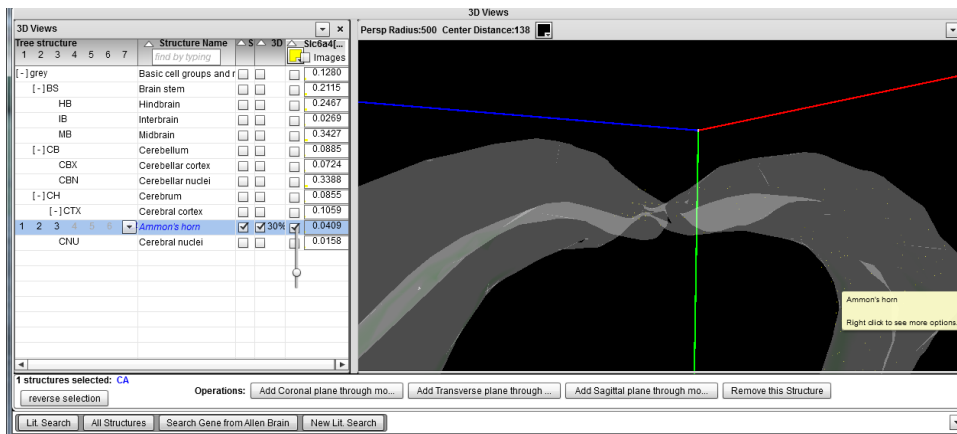 3D Views
3D Views
Persp Radius:500 Center Distance:138
Tree structure Structure Name S 3D Slc6a4[...
1 2 3 4 5 6 7 find by typing Images
[-]grey Basic cell groups and r 0.1280
[-]BS Brain stem 0.2115
HB Hindbrain 0.2467
IB Interbrain 0.0269
MB Midbrain 0.3427
[-]CB Cerebellum 0.0885
CBX Cerebellar cortex 0.0724
CBN Cerebellar nuclei 0.3388
[-]CH Cerebrum 0.0855
[-]CTX Cerebral cortex 0.1059
1 2 3 4 5 6 Ammon's horn 30% 0.0409
CNU Cerebral nuclei 0.0158
Ammon's horn
Right click to see more options.
1 structures selected: CA
reverse selection
Operations: Add Coronal plane through mo... Add Transverse plane through ... Add Sagittal plane through mo... Remove this Structure
Lit. Search All Structures Search Gene from Allen Brain New Lit. Search